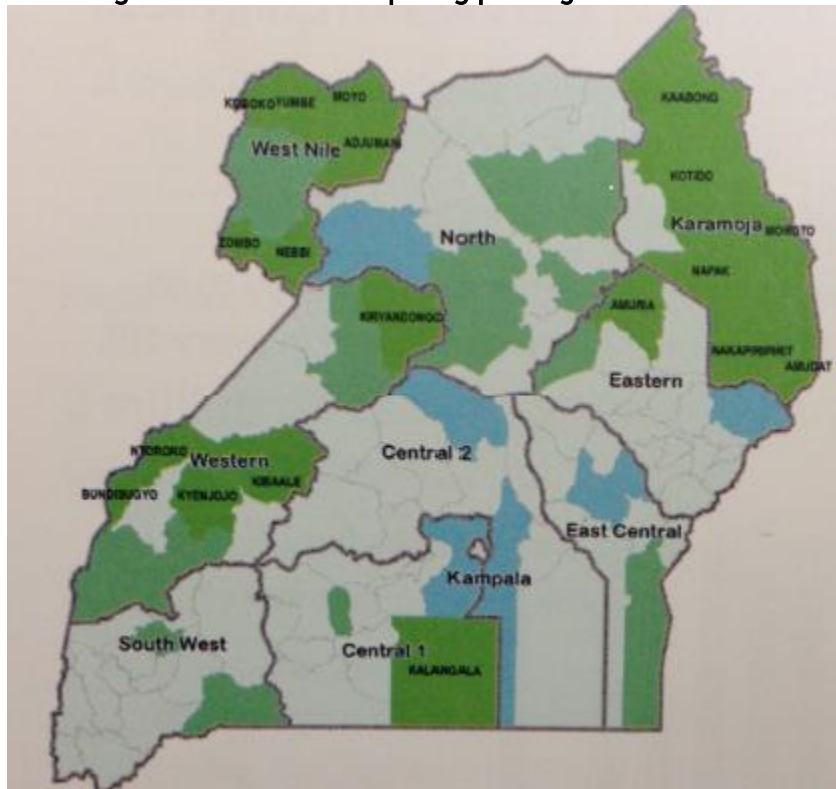 KOBOKO YUMBE MOYO
KAABONG
West Nile ADJUMANI
KOTIDO
Karamoja MOROTO
North
ZOMBO
NEBBI
NAPAK
AMURIA
KIRYANDONGO
NAKAPIRIPIRIT
AMUDAT
Eastern
NTOROKO
Western
Central 2
KIBAALE
BUNDIBUGYO
KYENJOJO
East Central
Kampala
South West
Central 1
KALANGALA